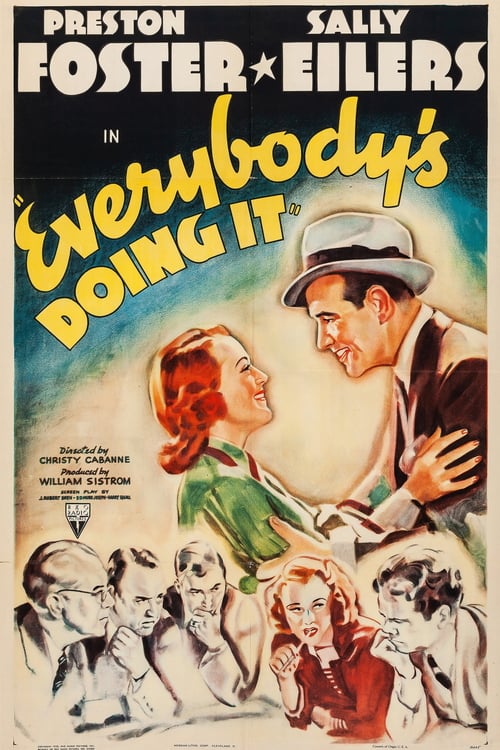 PRESTON SALLY
FOSTER★EILERS
IN
"Everybody's
DOING IT"
Directed by
CHRISTY CABANNE
Produced by
WILLIAM SISTROM
SCREEN PLAY BY
RADIO